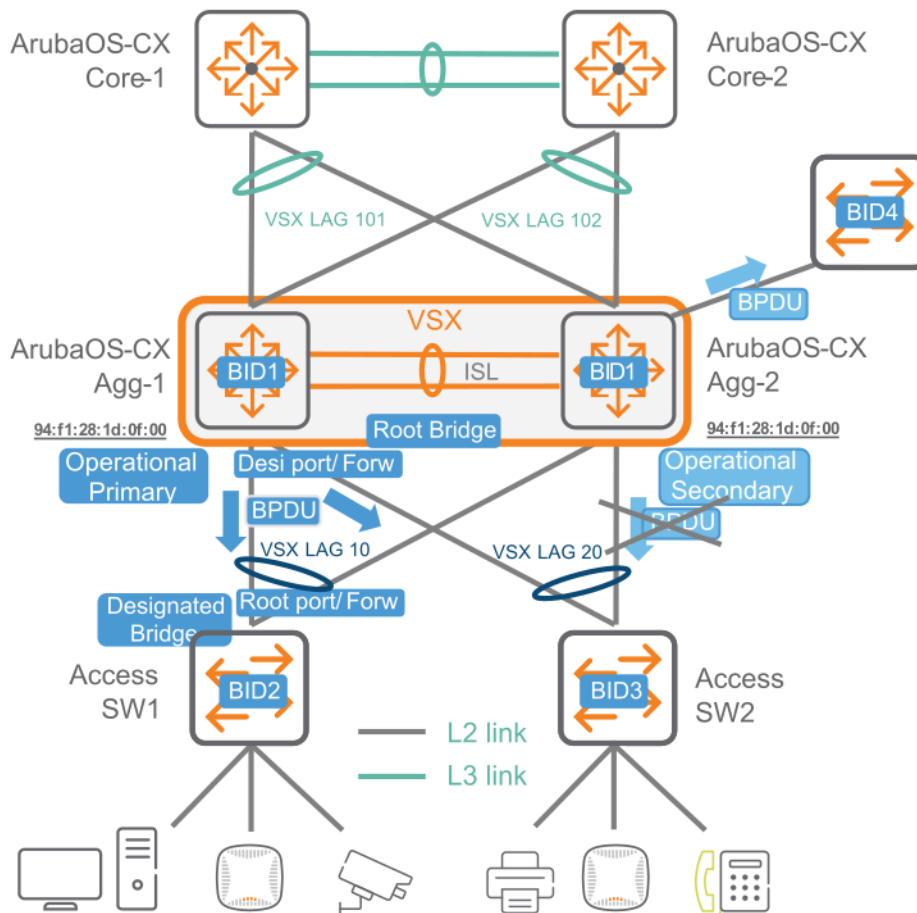 ArubaOS-CX
Core-1
ArubaOS-CX
Core-2
VSX LAG 101
VSX LAG 102
BID4
BPDU
VSX
ArubaOS-CX
Agg-1
BID1
ISL
BID1
ArubaOS-CX
Agg-2
94:f1:28:1d:0f:00
Root Bridge
94:f1:28:1d:0f:00
Operational
Primary
Desi port/ Forw
Operational
Secondary
BPDU
BPDU
VSX LAG 10
VSX LAG 20
Designated
Bridge
Root port/ Forw
Access
SW1
BID2
BID3
Access
SW2
L2 link
L3 link